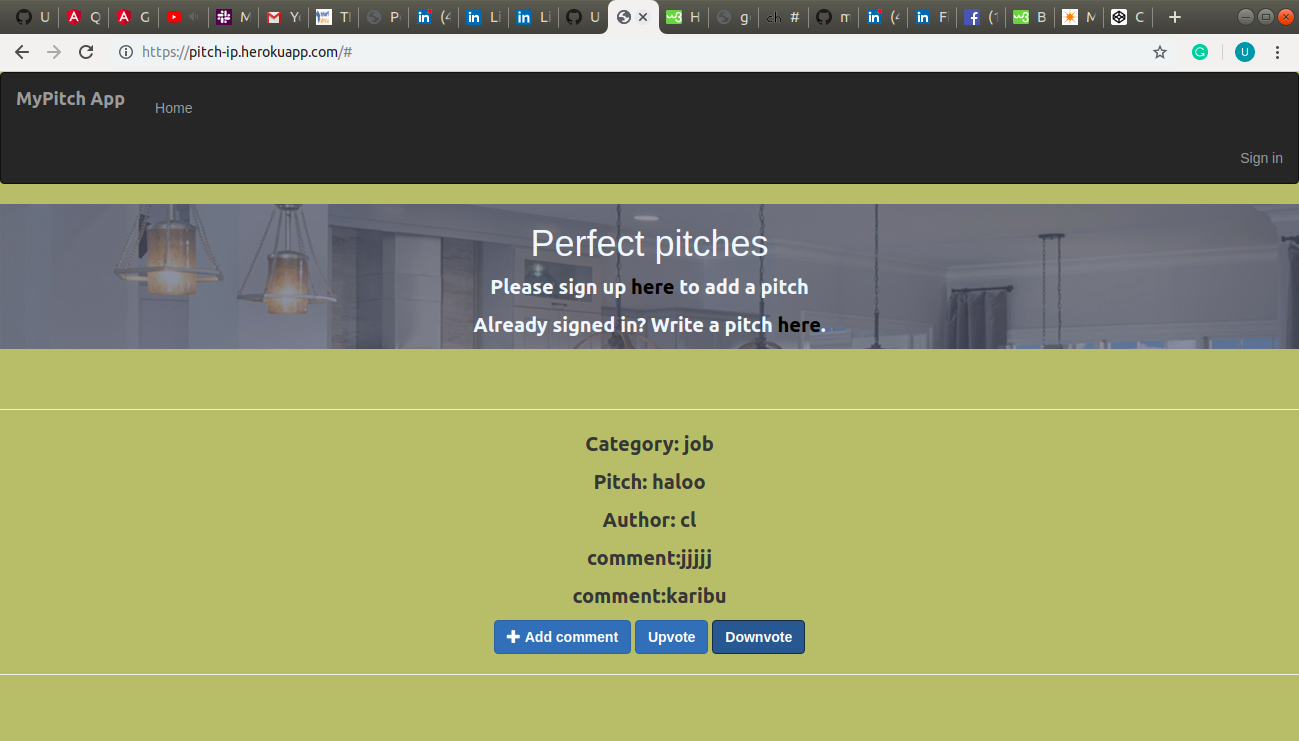 U
Q
G
M
Y
Tl
P
(4
Li
Li
U
H
g
ch #
m
(4
F
(1
B
M
C
https://pitch-ip.herokuapp.com/#
U
MyPitch App
Home
Sign in
Perfect pitches
Please sign up here to add a pitch
Already signed in? Write a pitch here.
Category: job
Pitch: haloo
Author: cl
comment:jjjjj
comment:karibu
Add comment
Upvote
Downvote